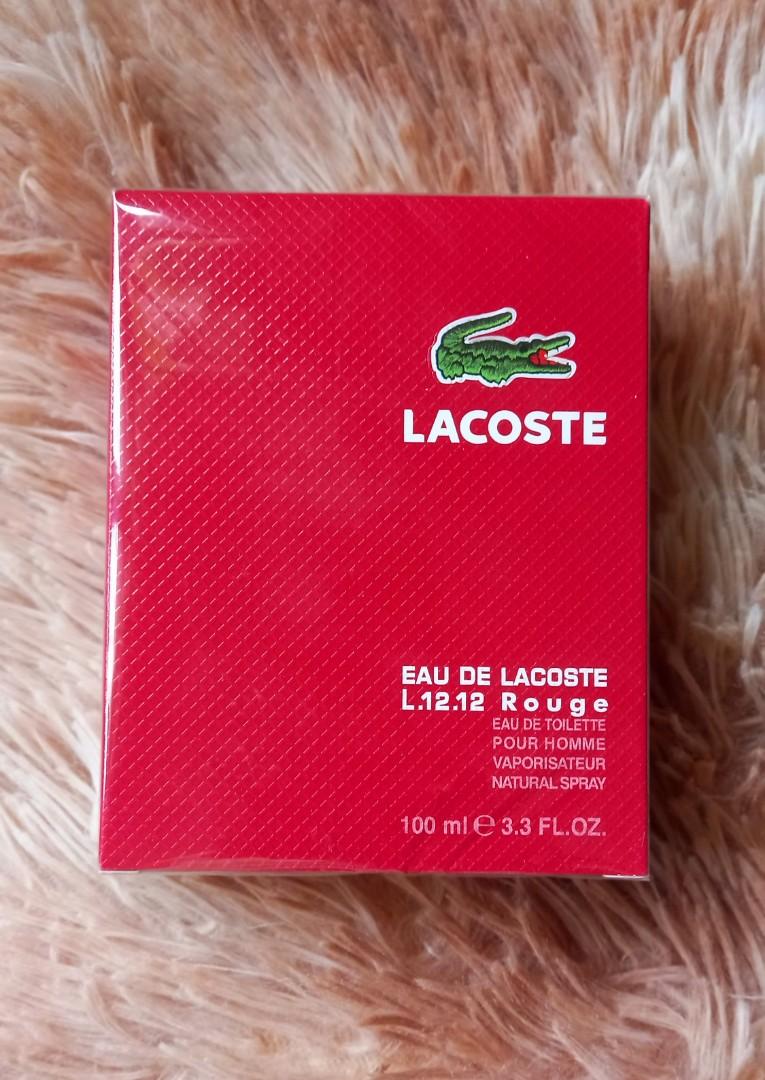 LACOSTE
EAU DE LACOSTE
L.12.12 Rouge
EAU DE TOILETTE
POUR HOMME
VAPORISATEUR
NATURAL SPRAY
100 ml ℮ 3.3 FL.OZ.